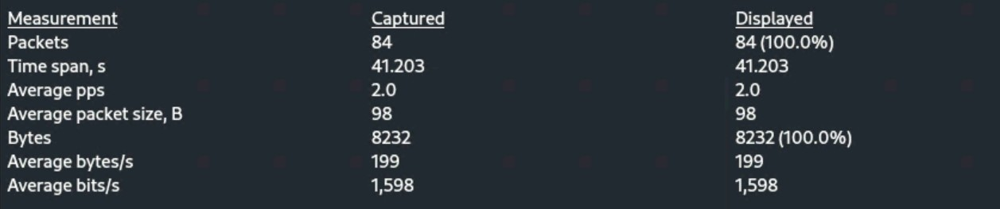 Measurement Captured Displayed
Packets 84 84 (100.0%)
Time span, s 41.203 41.203
Average pps 2.0 2.0
Average packet size, B 98 98
Bytes 8232 8232 (100.0%)
Average bytes/s 199 199
Average bits/s 1,598 1,598